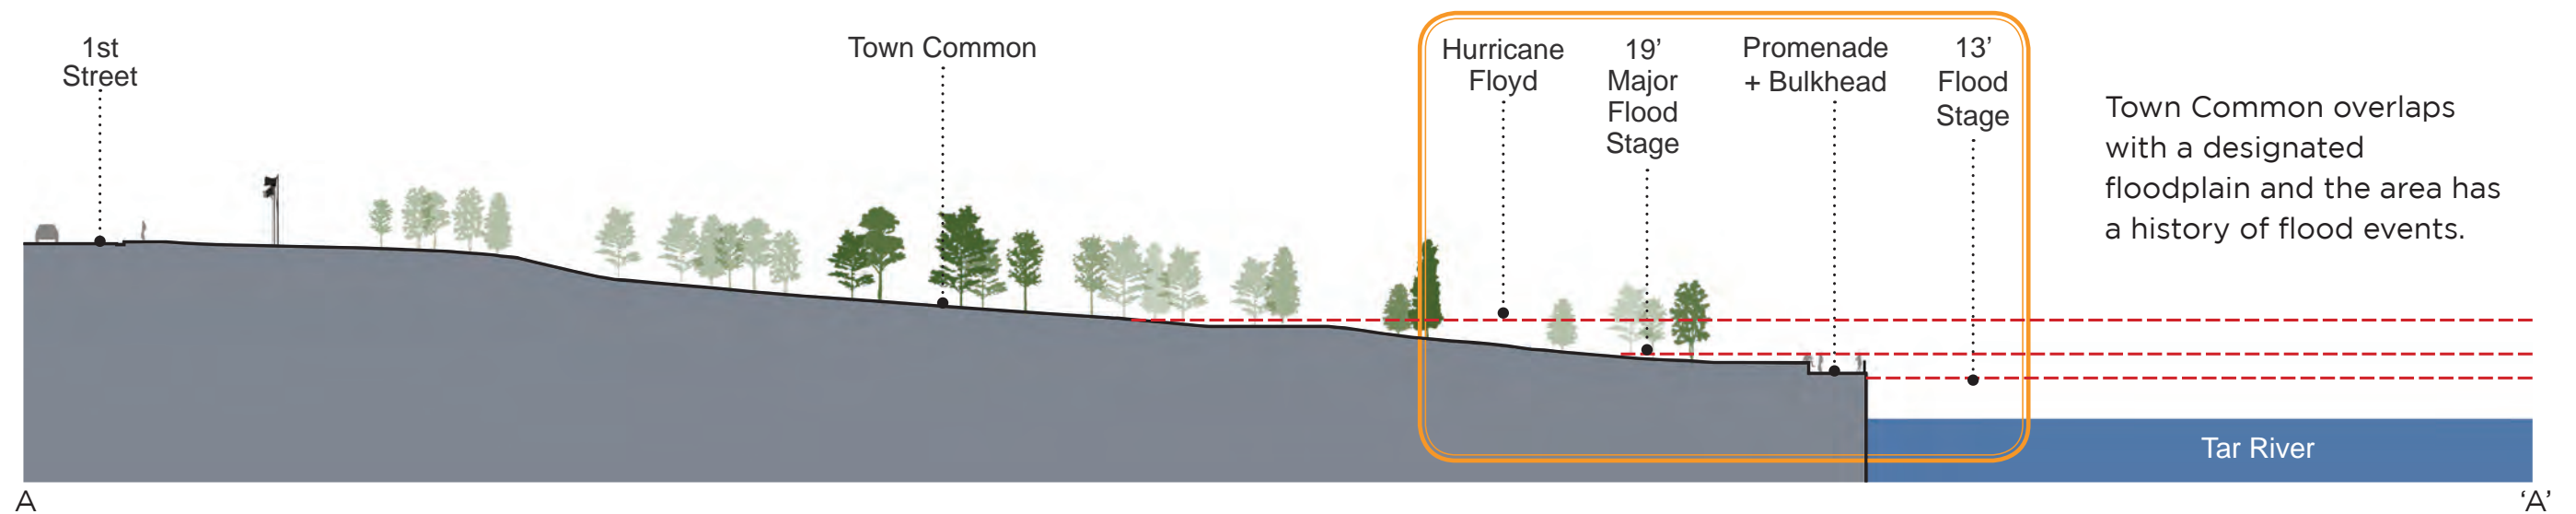 1st
Street
Town Common
Hurricane
Floyd
19’
Major
Flood
Stage
Promenade
+ Bulkhead
13’
Flood
Stage
Town Common overlaps
with a designated
floodplain and the area has
a history of flood events.
Tar River
A
‘A’